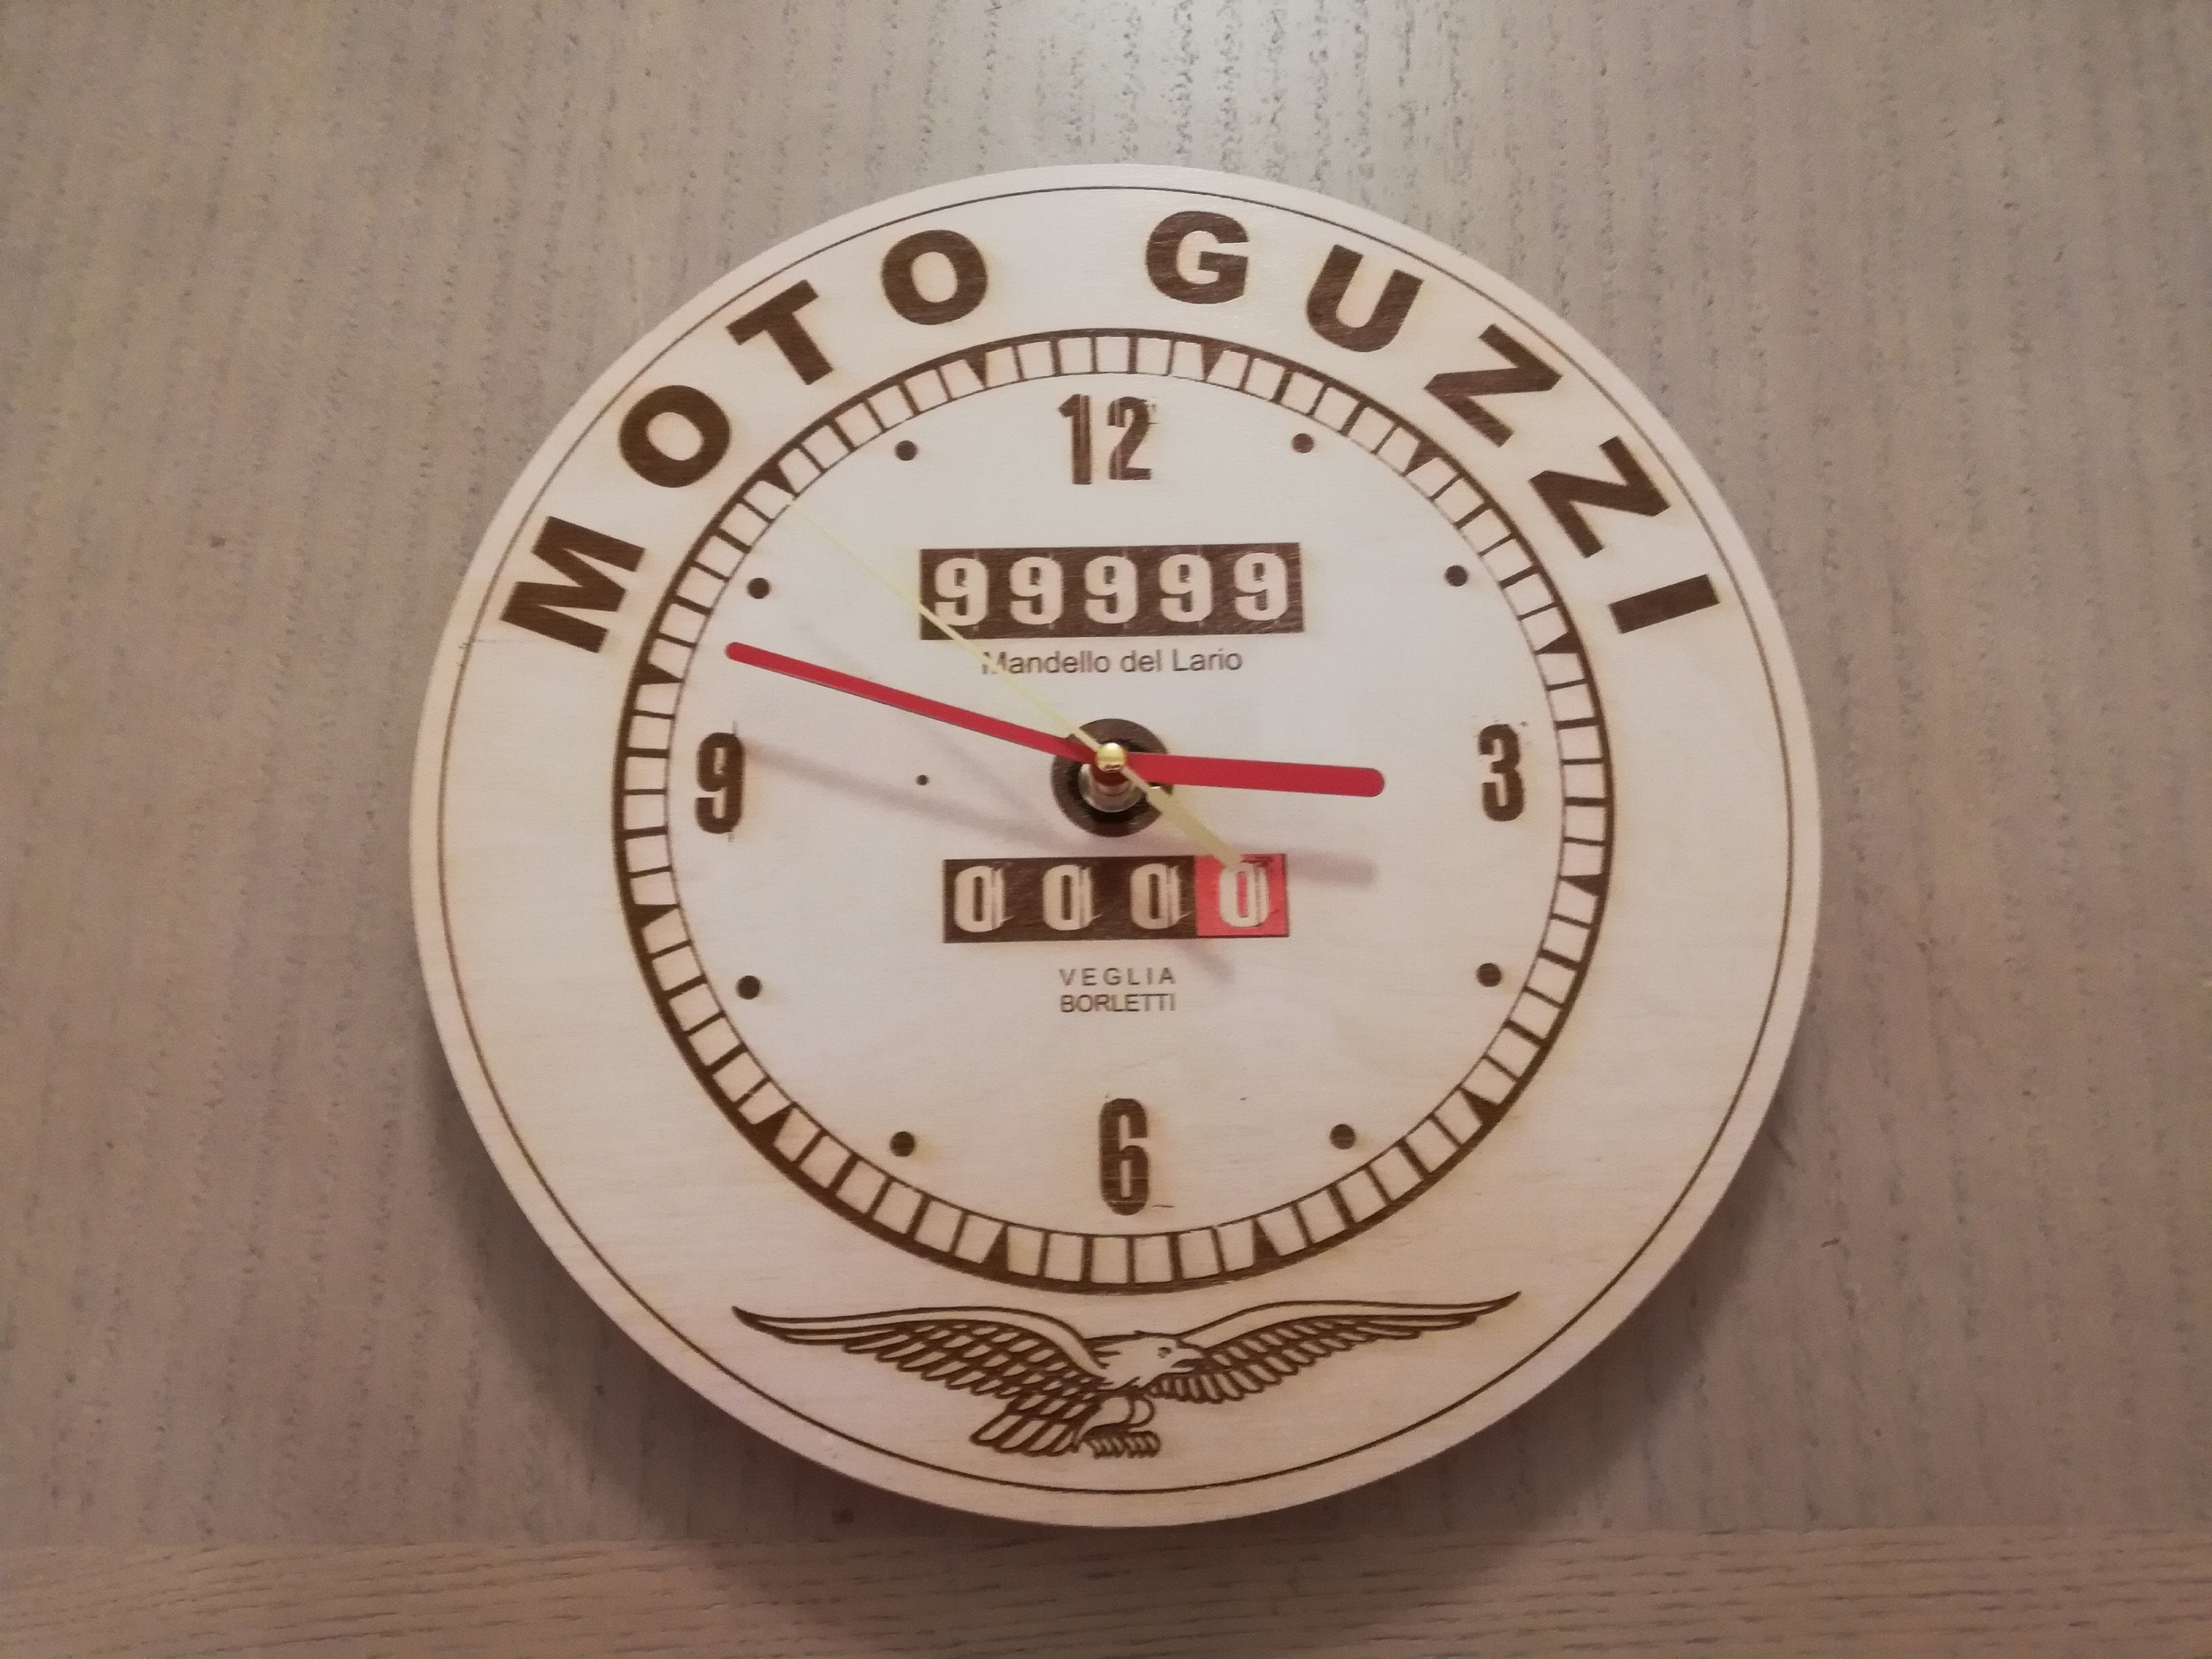 MOTO GUZZI
12
99999
Mandello del Lario
9
3
0000
VEGLIA
BORLETTI
6